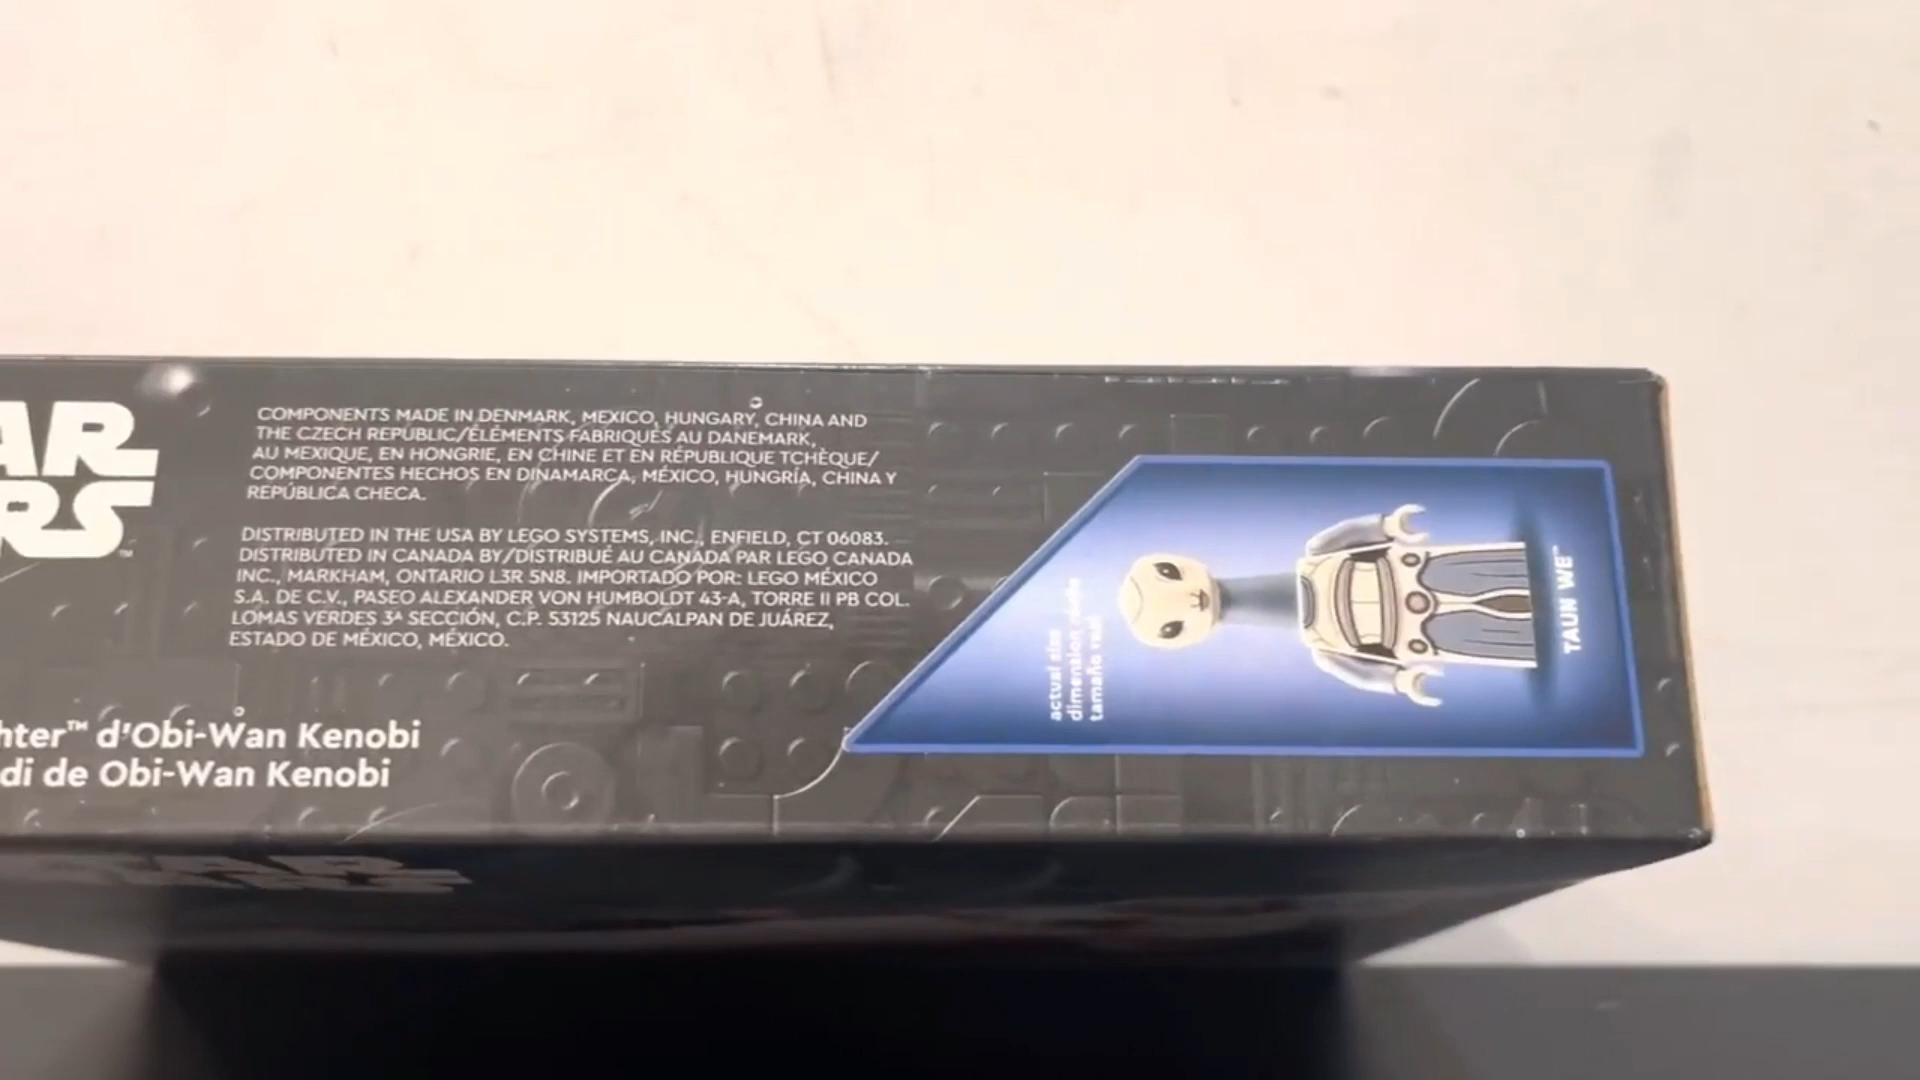 AR
RS™
COMPONENTS MADE IN DENMARK, MEXICO, HUNGARY, CHINA AND
THE CZECH REPUBLIC/ÉLÉMENTS FABRIQUÉS AU DANEMARK,
AU MEXIQUE, EN HONGRIE, EN CHINE ET EN RÉPUBLIQUE TCHÈQUE/
COMPONENTES HECHOS EN DINAMARCA, MÉXICO, HUNGRÍA, CHINA Y
REPÚBLICA CHECA.
DISTRIBUTED IN THE USA BY LEGO SYSTEMS, INC., ENFIELD, CT 06083.
DISTRIBUTED IN CANADA BY/DISTRIBUÉ AU CANADA PAR LEGO CANADA
INC., MARKHAM, ONTARIO L3R 5N8. IMPORTADO POR: LEGO MÉXICO
S.A. DE C.V., PASEO ALEXANDER VON HUMBOLDT 43-A, TORRE II PB COL.
LOMAS VERDES 3ᴬ SECCIÓN, C.P. 53125 NAUCALPAN DE JUÁREZ,
ESTADO DE MÉXICO, MÉXICO.
hter™ d'Obi-Wan Kenobi
di de Obi-Wan Kenobi
actual size
dimension réelle
tamaño real
TAUN WE™